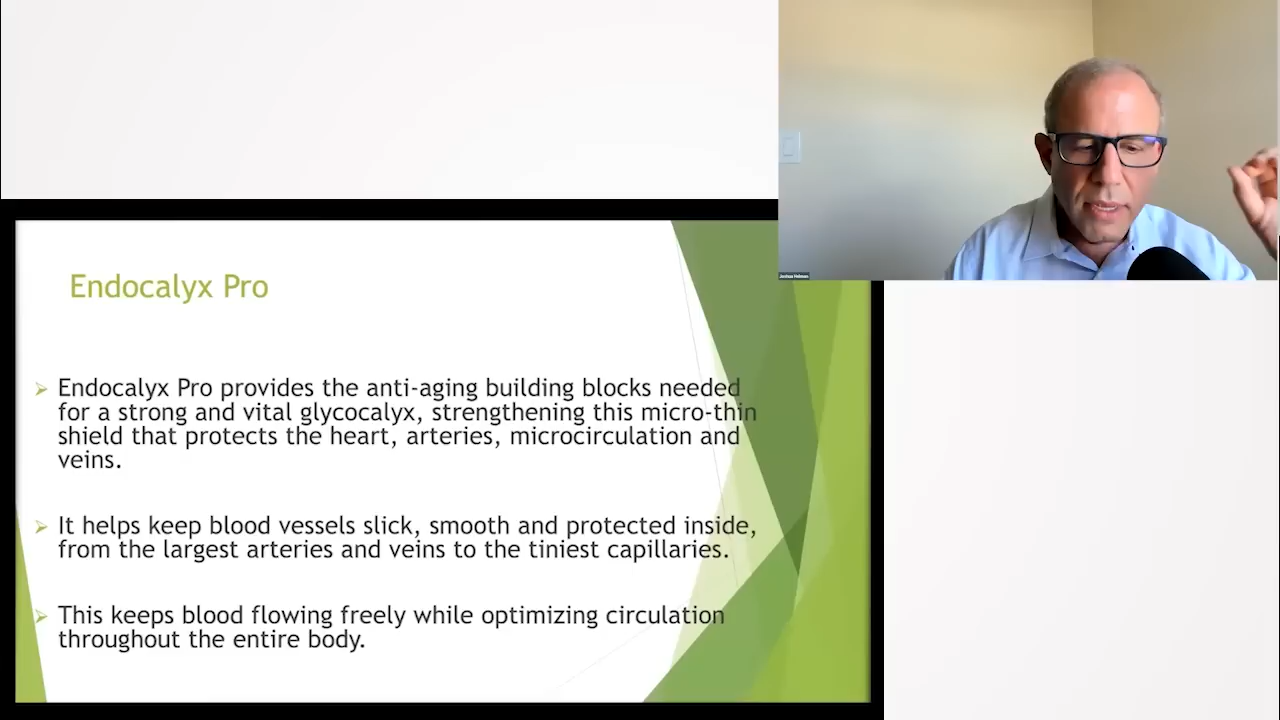 Endocalyx Pro
Endocalyx Pro provides the anti-aging building blocks needed
for a strong and vital glycocalyx, strengthening this micro-thin
shield that protects the heart, arteries, microcirculation and
veins.
It helps keep blood vessels slick, smooth and protected inside,
from the largest arteries and veins to the tiniest capillaries.
This keeps blood flowing freely while optimizing circulation
throughout the entire body.